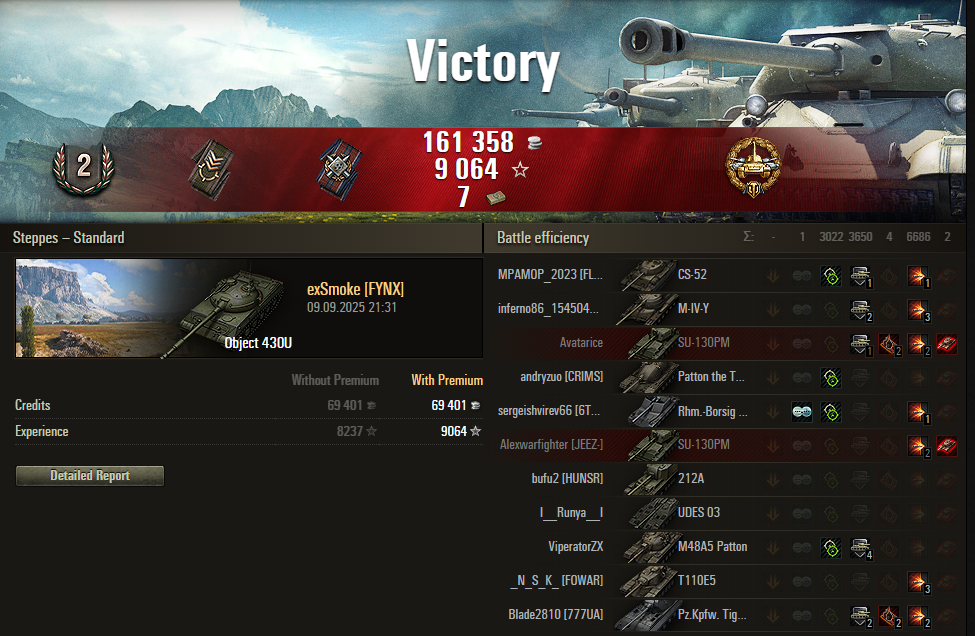 Victory
2
161 358
9 064
7
Steppes – Standard
Battle efficiency
Σ: - 1 3022 3650 4 6686 2
exSmoke [FYNX]
09.09.2025 21:31
Object 430U
Without Premium With Premium
Credits 69 401 69 401
Experience 8237 9064
Detailed Report
MPAMOP_2023 [FL... CS-52 1 1
inferno86_154504... M-IV-Y 2 3
Avatarice SU-130PM 1 2 2
andryzuo [CRIMS] Patton the T...
sergeishvirev66 [6T... Rhm.-Borsig ... 1
Alexwarfighter [JEEZ-] SU-130PM 2
bufu2 [HUNSR] 212A
I__Runya__I UDES 03
ViperatorZX M48A5 Patton 4
_N_S_K_ [FOWAR] T110E5 3
Blade2810 [777UA] Pz.Kpfw. Tig... 2 2 2